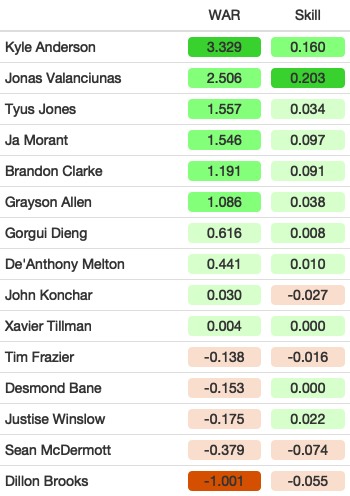 WAR Skill
Kyle Anderson 3.329 0.160
Jonas Valanciunas 2.506 0.203
Tyus Jones 1.557 0.034
Ja Morant 1.546 0.097
Brandon Clarke 1.191 0.091
Grayson Allen 1.086 0.038
Gorgui Dieng 0.616 0.008
De'Anthony Melton 0.441 0.010
John Konchar 0.030 -0.027
Xavier Tillman 0.004 0.000
Tim Frazier -0.138 -0.016
Desmond Bane -0.153 0.000
Justise Winslow -0.175 0.022
Sean McDermott -0.379 -0.074
Dillon Brooks -1.001 -0.055